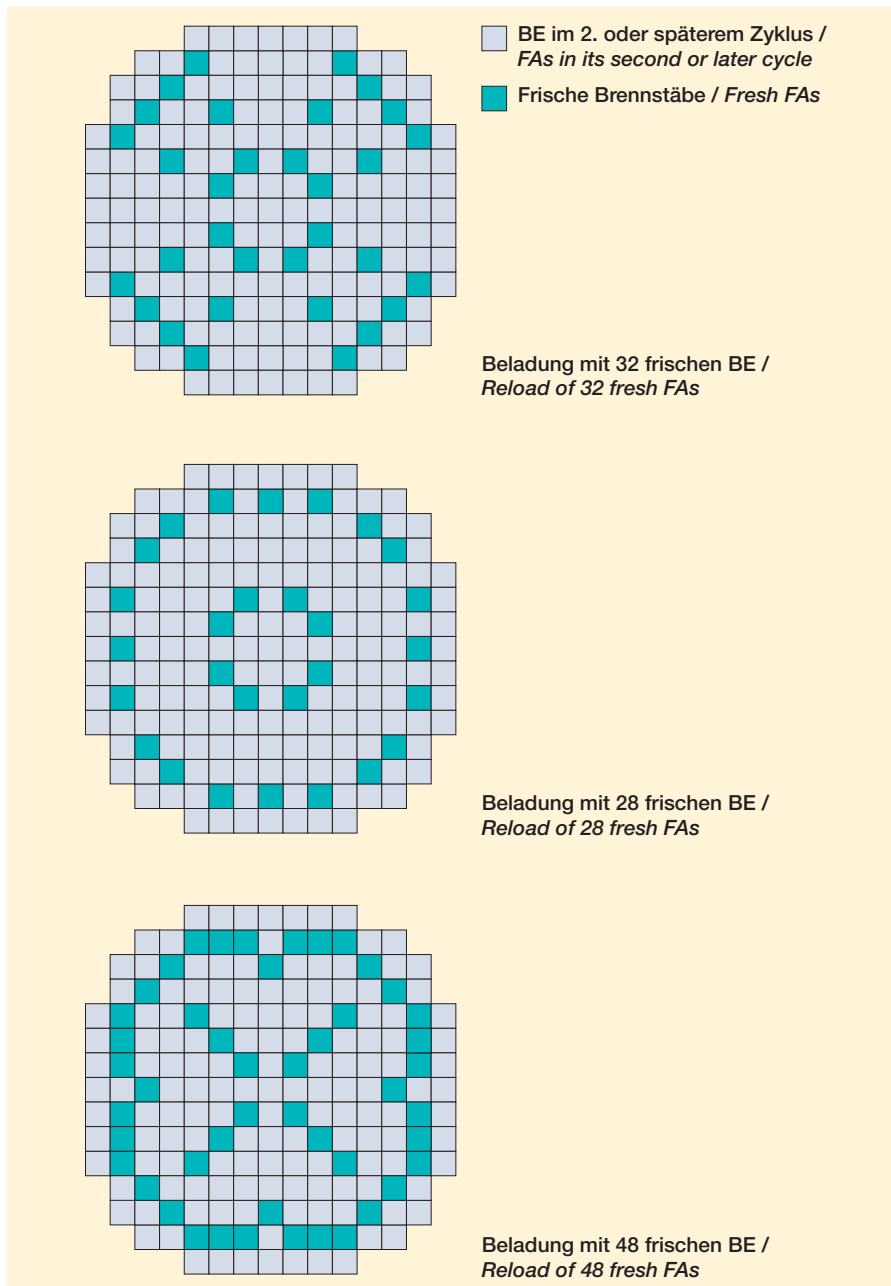 BE im 2. oder späterem Zyklus /
FAs in its second or later cycle
Frische Brennstäbe / Fresh FAs
Beladung mit 32 frischen BE /
Reload of 32 fresh FAs
Beladung mit 28 frischen BE /
Reload of 28 fresh FAs
Beladung mit 48 frischen BE /
Reload of 48 fresh FAs